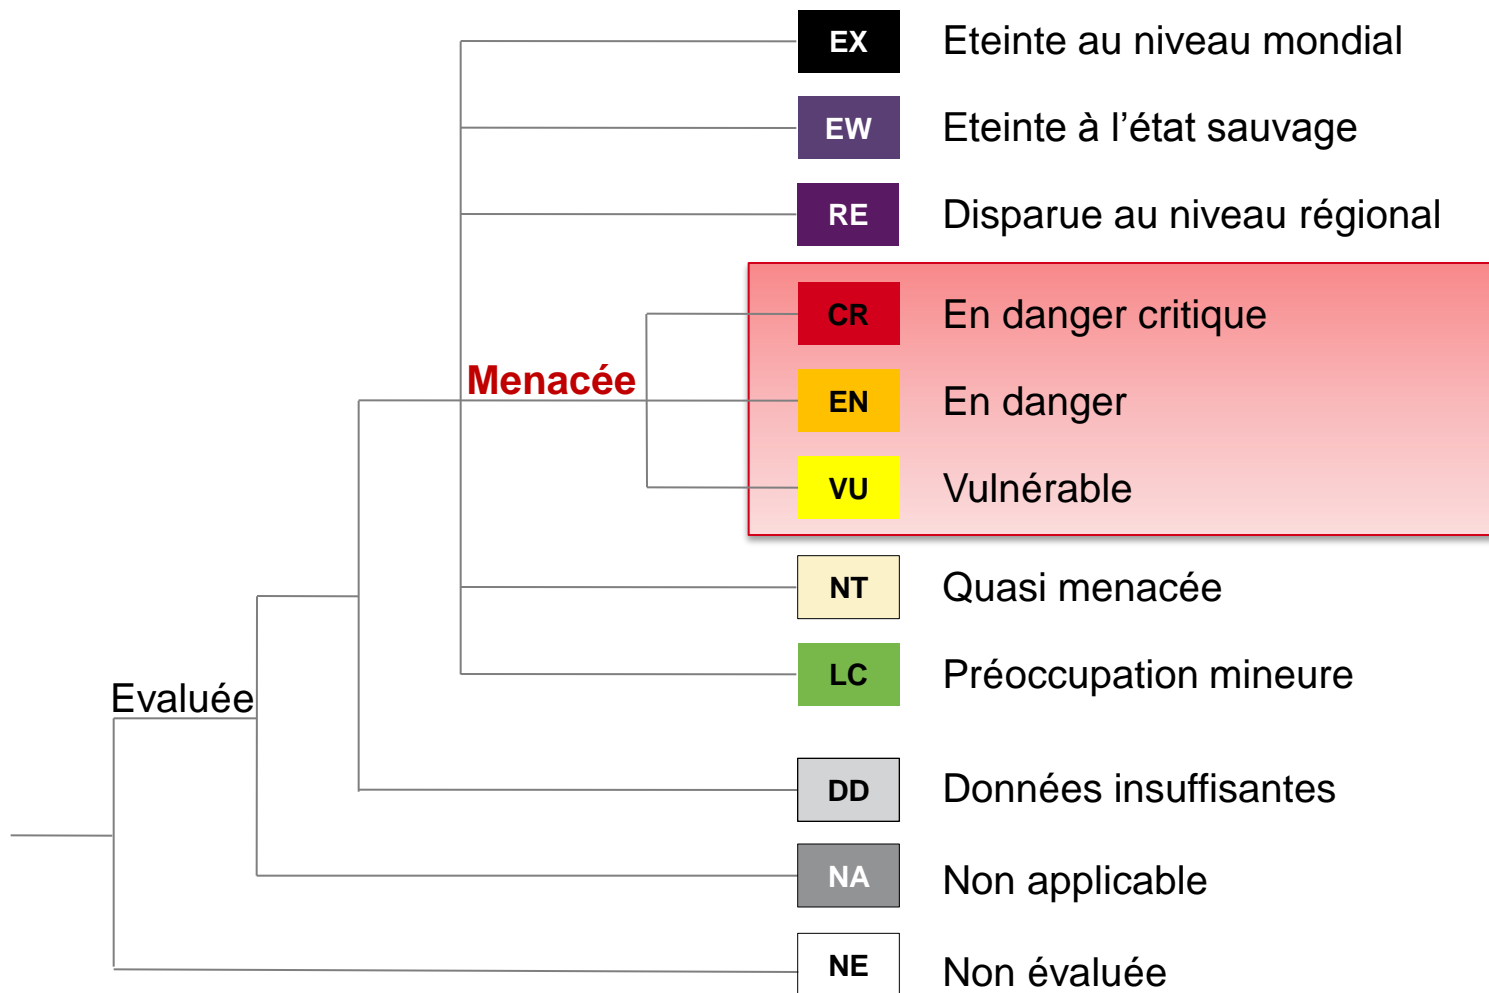 EX Eteinte au niveau mondial
EW Eteinte à l’état sauvage
RE Disparue au niveau régional
CR En danger critique
Menacée
EN En danger
VU Vulnérable
NT Quasi menacée
LC Préoccupation mineure
Evaluée
DD Données insuffisantes
NA Non applicable
NE Non évaluée